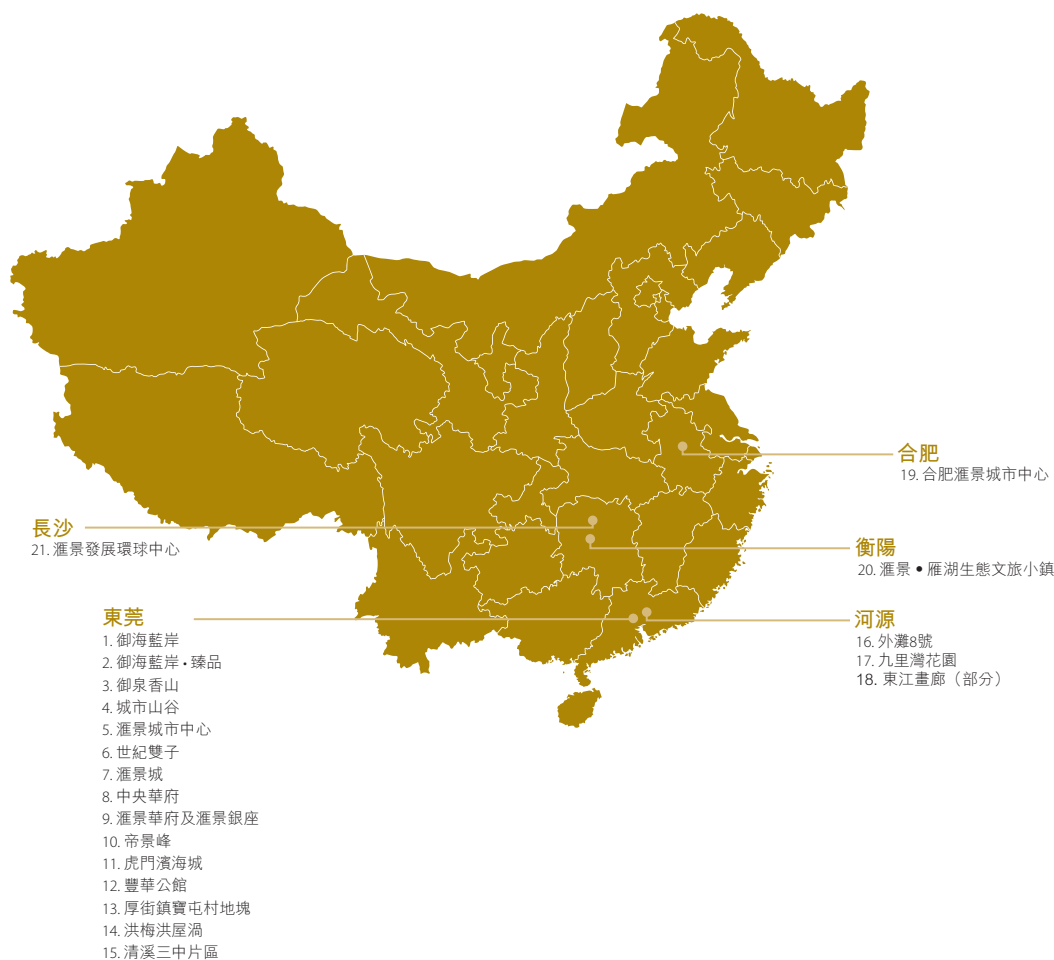 合肥
19. 合肥滙景城市中心
長沙
21. 滙景發展環球中心
衡陽
20. 滙景 • 雁湖生態文旅小鎮
東莞
1. 御海藍岸
2. 御海藍岸 • 臻品
3. 御泉香山
4. 城市山谷
5. 滙景城市中心
6. 世紀雙子
7. 滙景城
8. 中央華府
9. 滙景華府及滙景銀座
10. 帝景峰
11. 虎門濱海城
12. 豐華公館
13. 厚街鎮寶屯村地塊
14. 洪梅洪屋渦
15. 清溪三中片區
河源
16. 外灘8號
17. 九里灣花園
18. 東江畫廊（部分）